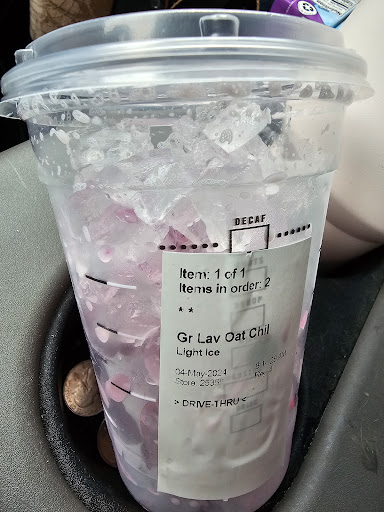 DECAF
Item: 1 of 1
Items in order: 2
* *
Gr Lav Oat Chil
Light Ice
04-May-2024
Store:
> DRIVE-THRU <